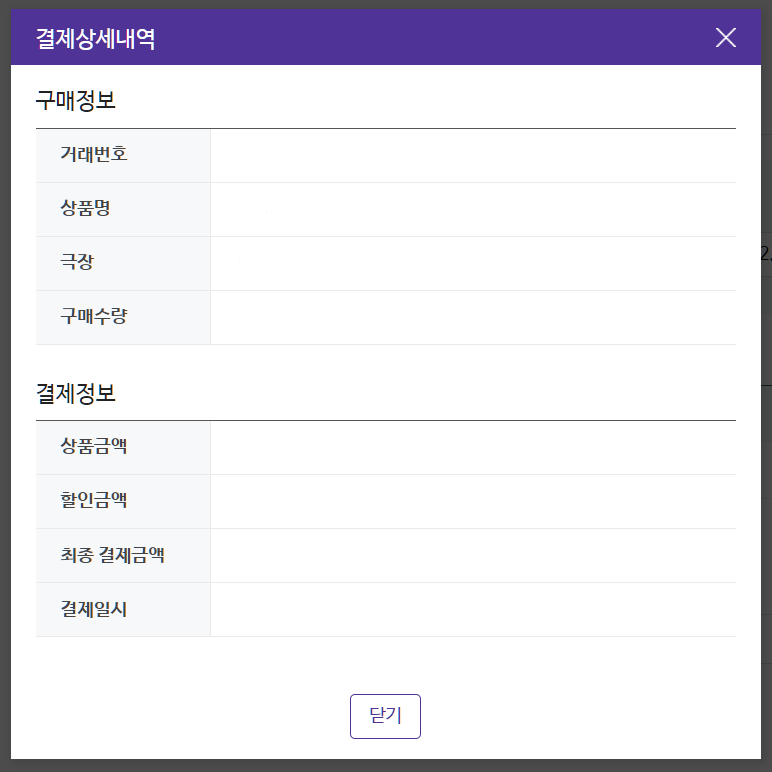 결제상세내역
구매정보
거래번호
상품명
극장
구매수량
결제정보
상품금액
할인금액
최종 결제금액
결제일시
닫기
2.